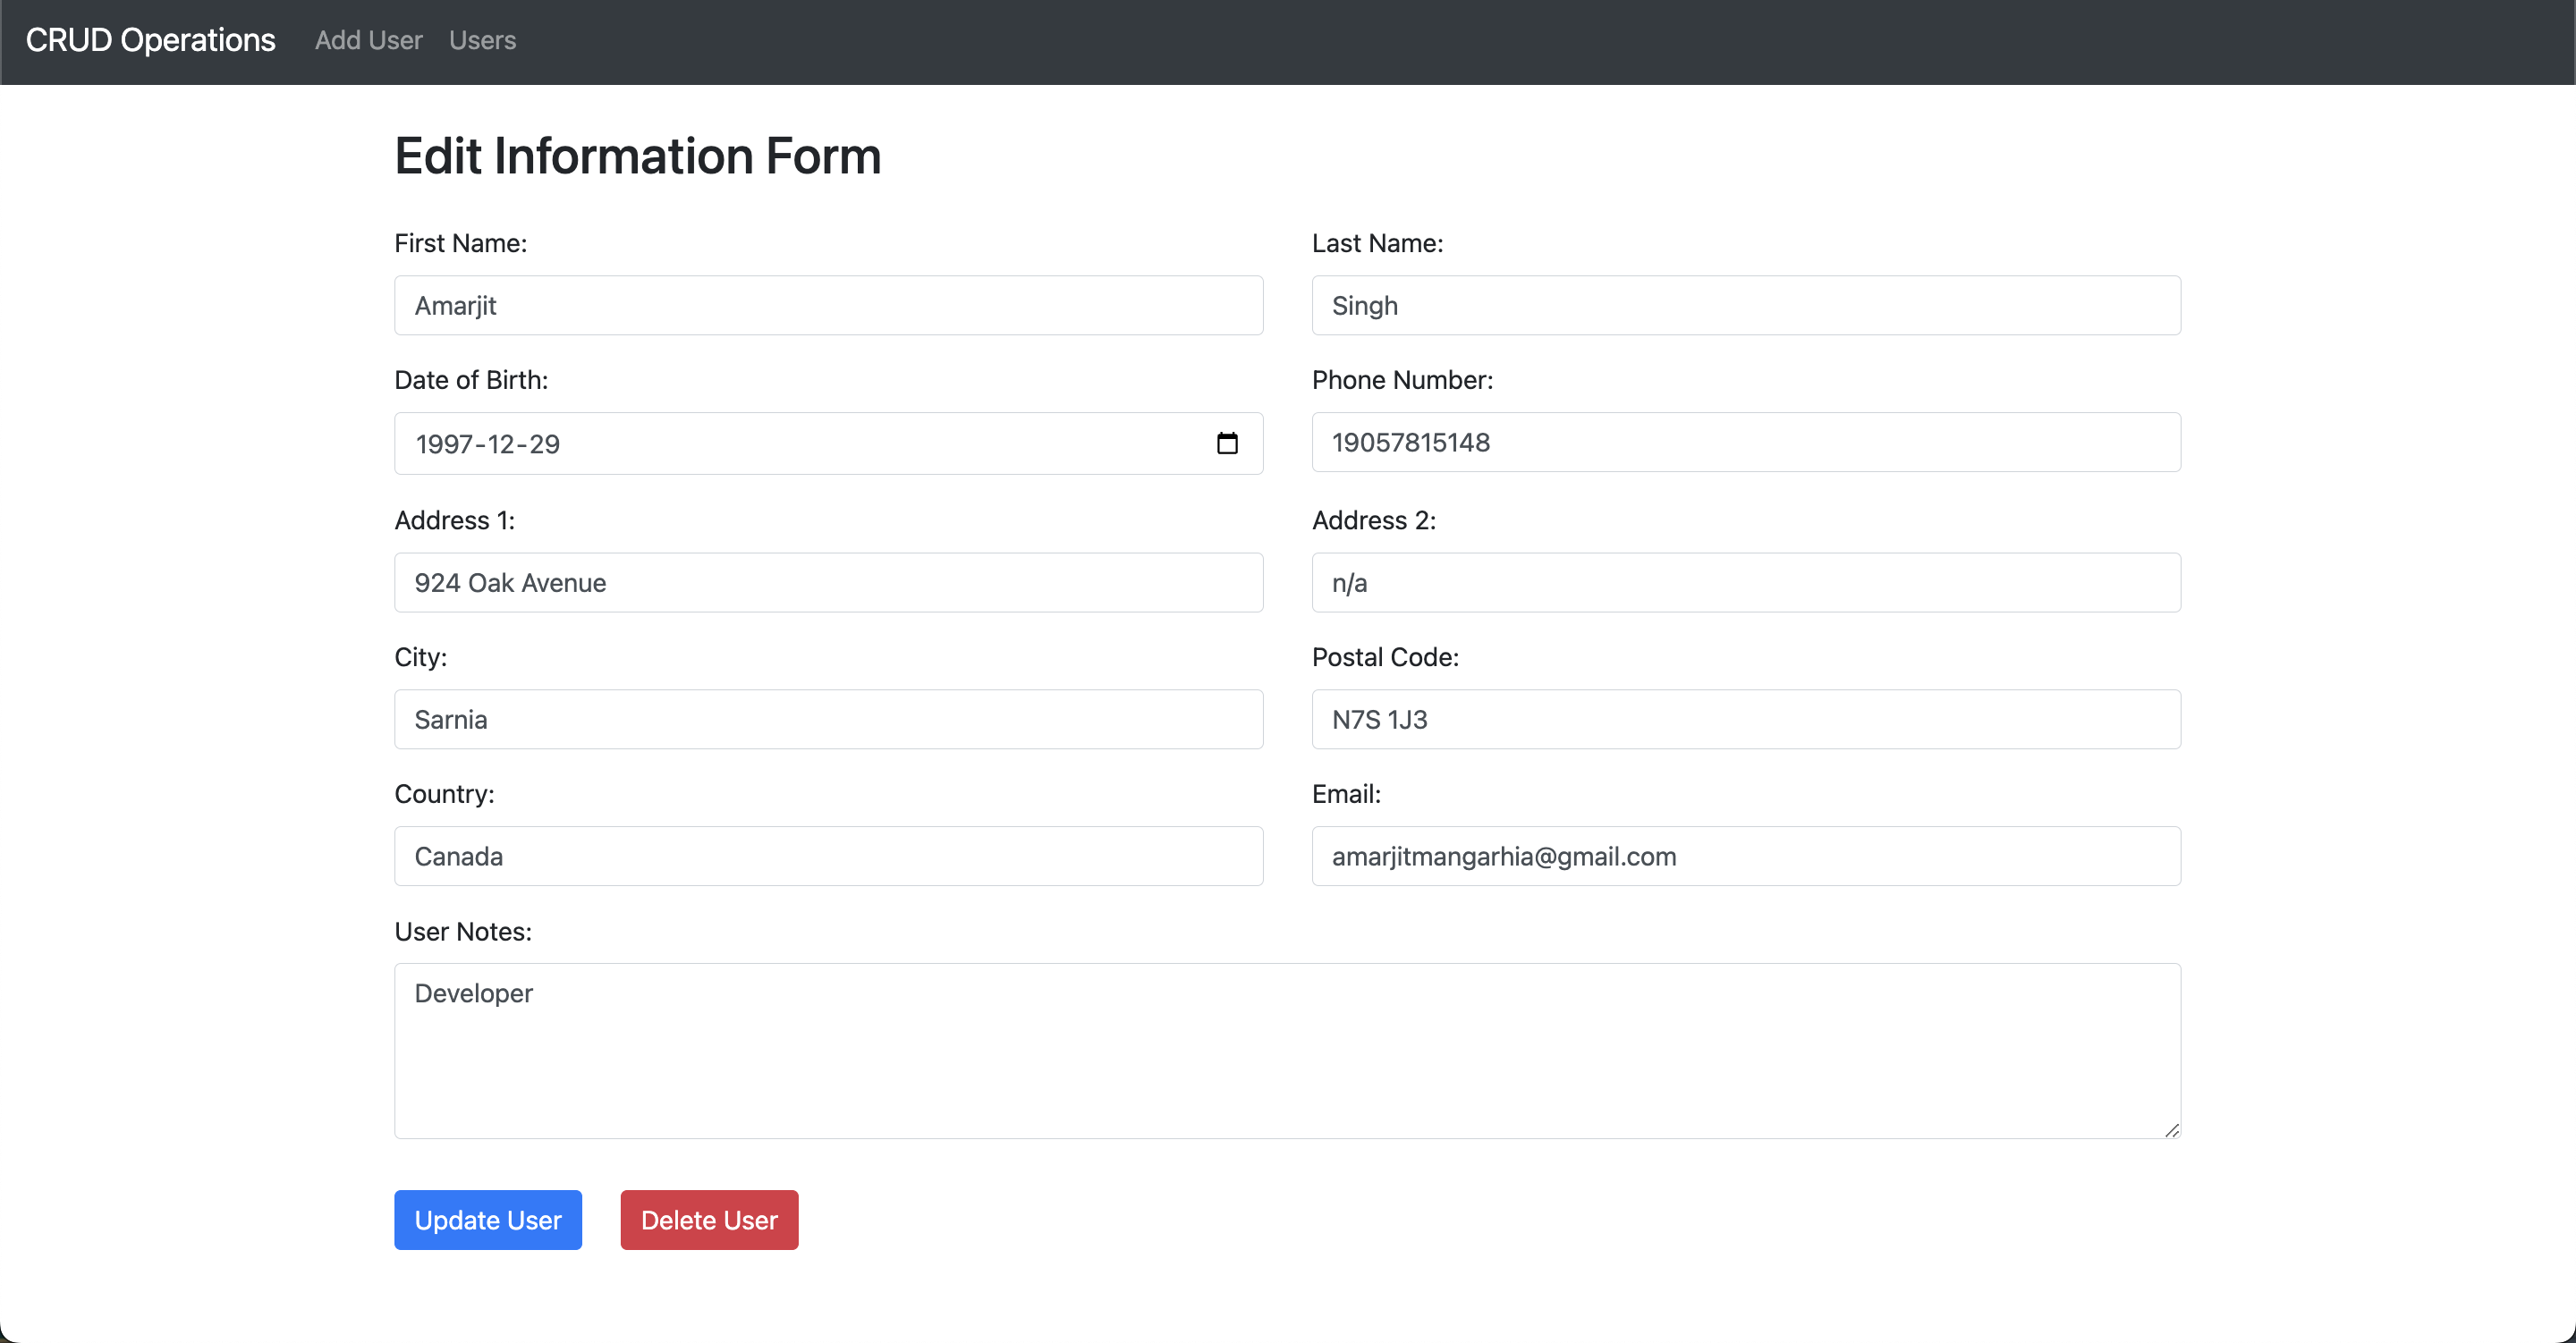 CRUD Operations Add User Users
Edit Information Form
First Name: Last Name:
Amarjit Singh
Date of Birth: Phone Number:
1997-12-29 19057815148
Address 1: Address 2:
924 Oak Avenue n/a
City: Postal Code:
Sarnia N7S 1J3
Country: Email:
Canada amarjitmangarhia@gmail.com
User Notes:
Developer
Update User Delete User